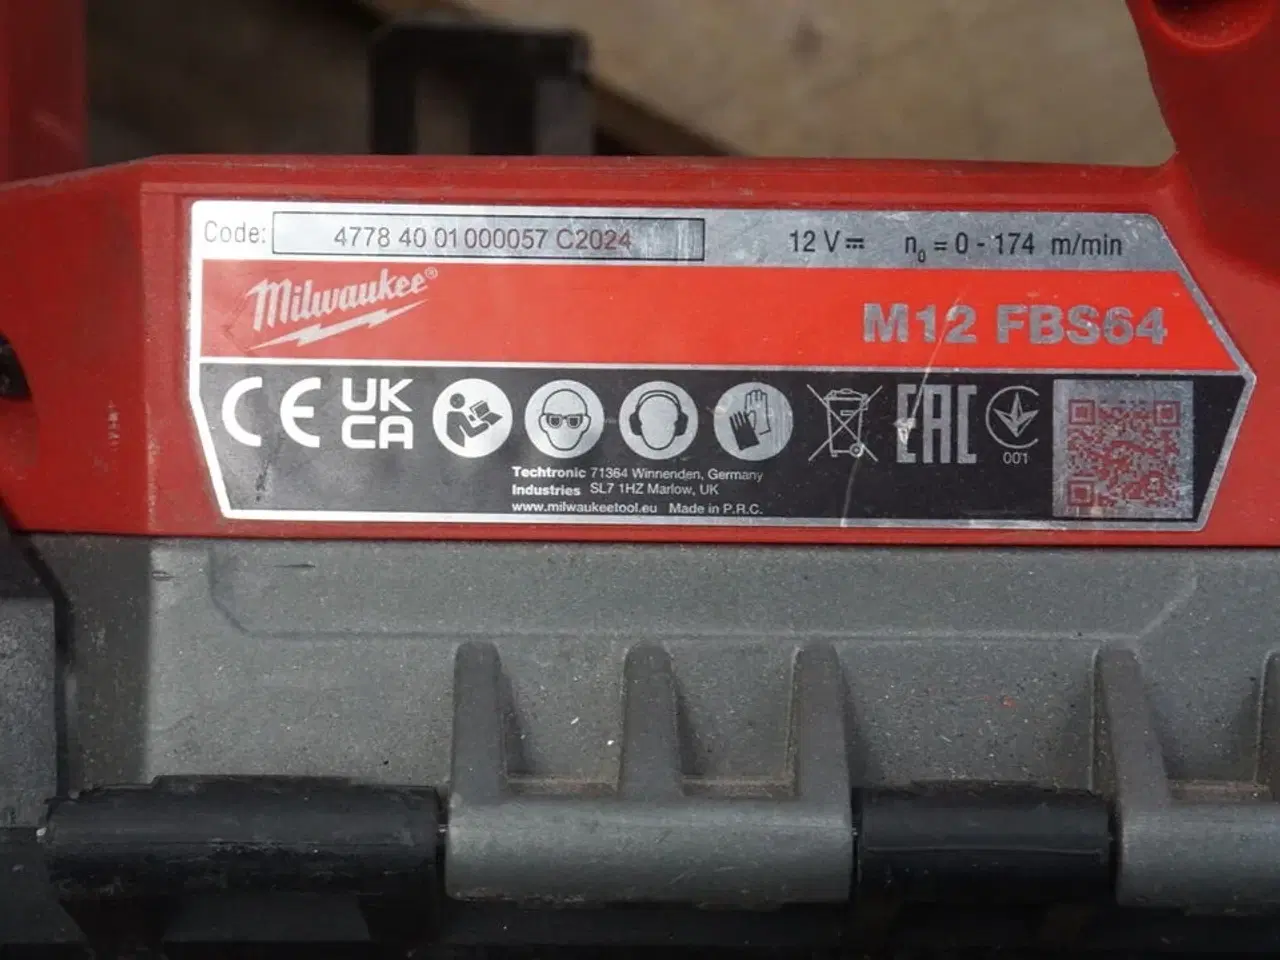 Code: 4778 40 01 000057 C2024 12 V⎓ n₀ = 0 - 174 m/min
Milwaukee®
M12 FBS64
CE UK CA EAC
001
Techtronic 71364 Winnenden, Germany
Industries SL7 1HZ Marlow, UK
www.milwaukeetool.eu Made in P.R.C.